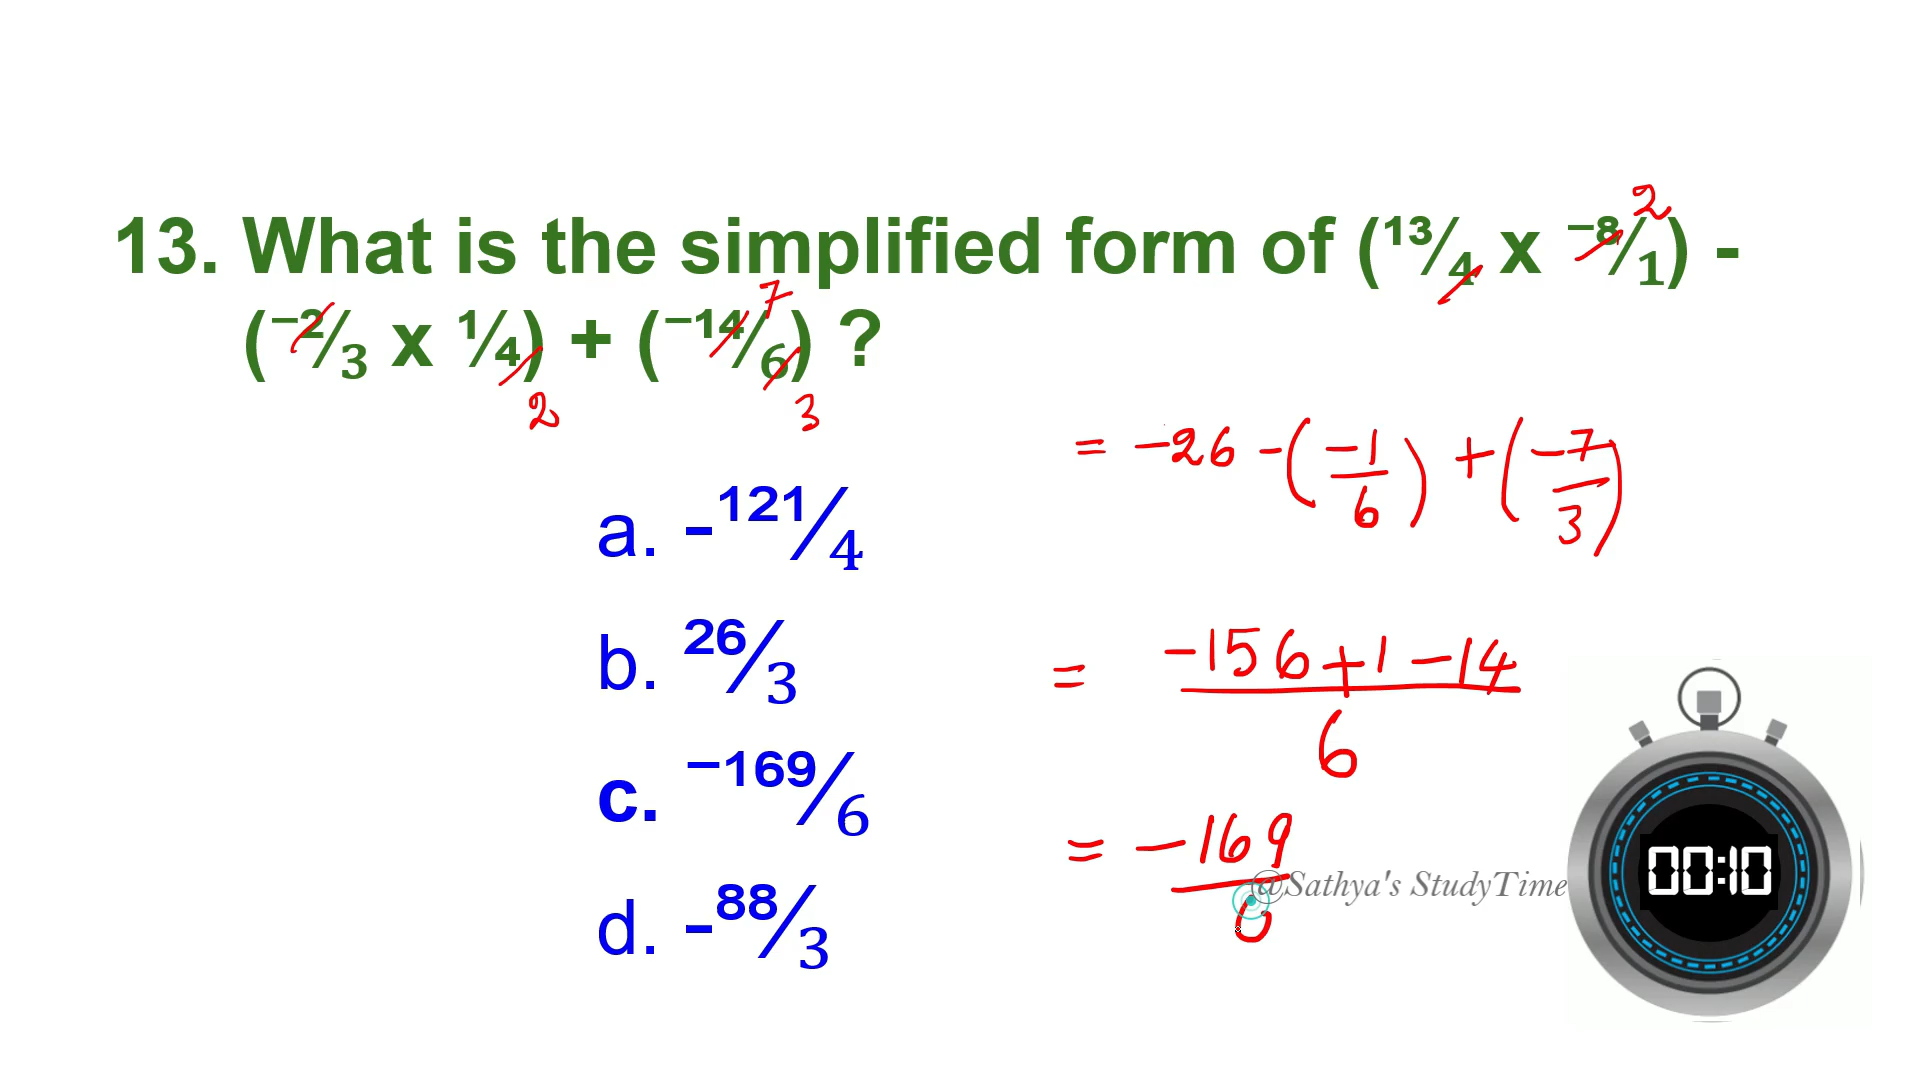 13. What is the simplified form of (¹³⁄₄ x ⁻⁸⁄₁) -
(⁻²⁄₃ x ¹⁄₄) + (⁻¹⁴⁄₆) ?
2
7
2
3
a. -¹²¹⁄₄
b. ²⁶⁄₃
c. ⁻¹⁶⁹⁄₆
d. -⁸⁸⁄₃
= -26 - (-1/6) + (-7/3)
= -156+1-14
6
= -169
6
@Sathya's StudyTime
00:10